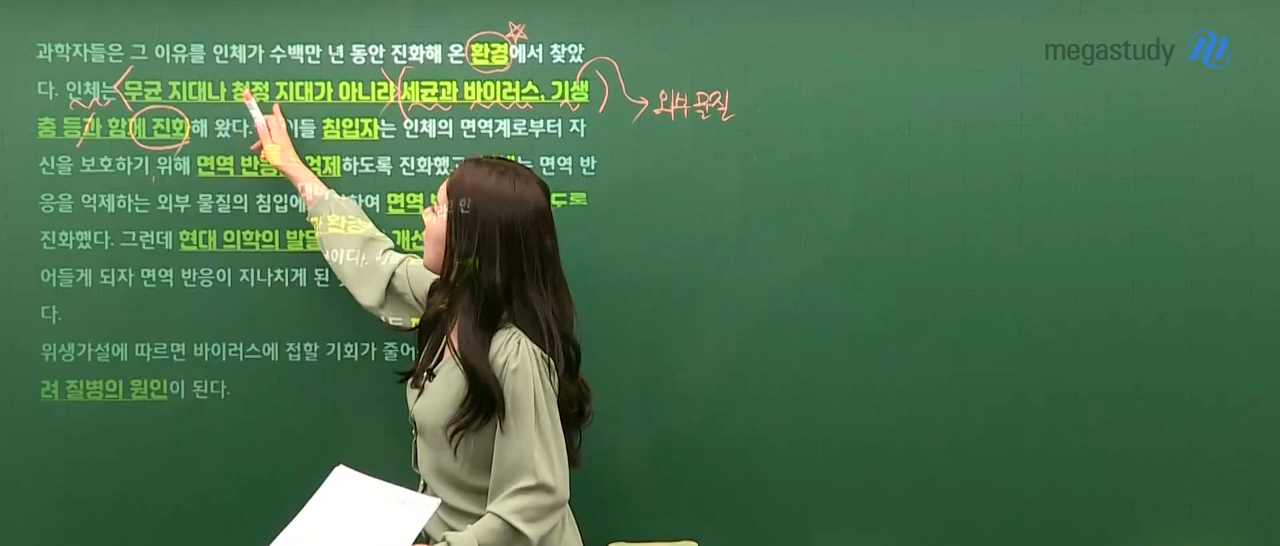 과학자들은 그 이유를 인체가 수백만 년 동안 진화해 온 환경에서 찾았
megastudy
다. 인체는 무균 지대나 청정 지대가 아니라 세균과 바이러스, 기생
외부 물질
충 등과 함께 진화해 왔다. 이들 침입자는 인체의 면역계로부터 자
신을 보호하기 위해 면역 반응 억제하도록 진화했고 는 면역 반
응을 억제하는 외부 물질의 침입에 하여 면역 도록
진화했다. 그런데 현대 의학의 발달 개선
어들게 되자 면역 반응이 지나치게 된
다.
위생가설에 따르면 바이러스에 접할 기회가 줄어
려 질병의 원인이 된다.